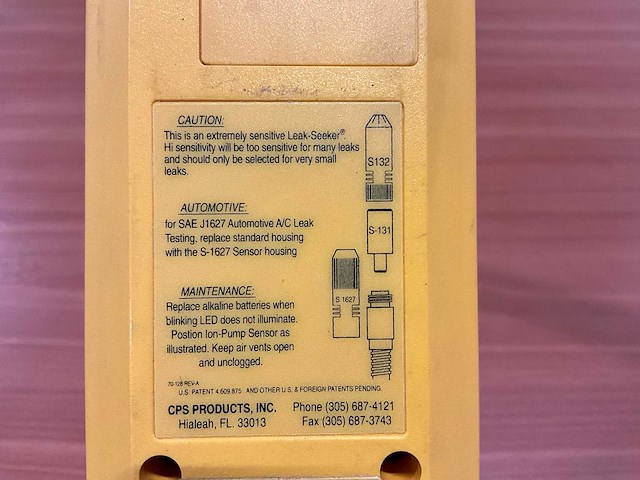 CAUTION:
This is an extremely sensitive Leak-Seeker®.
Hi sensitivity will be too sensitive for many leaks
and should only be selected for very small
leaks.
S132
AUTOMOTIVE:
for SAE J1627 Automotive A/C Leak
Testing, replace standard housing
with the S-1627 Sensor housing
S-131
S 1627
MAINTENANCE:
Replace alkaline batteries when
blinking LED does not illuminate.
Postion Ion-Pump Sensor as
illustrated. Keep air vents open
and unclogged.
70-128 REV-A
U.S. PATENT 4,609,875 AND OTHER U.S. & FOREIGN PATENTS PENDING.
CPS PRODUCTS, INC. Phone (305) 687-4121
Hialeah, FL. 33013 Fax (305) 687-3743